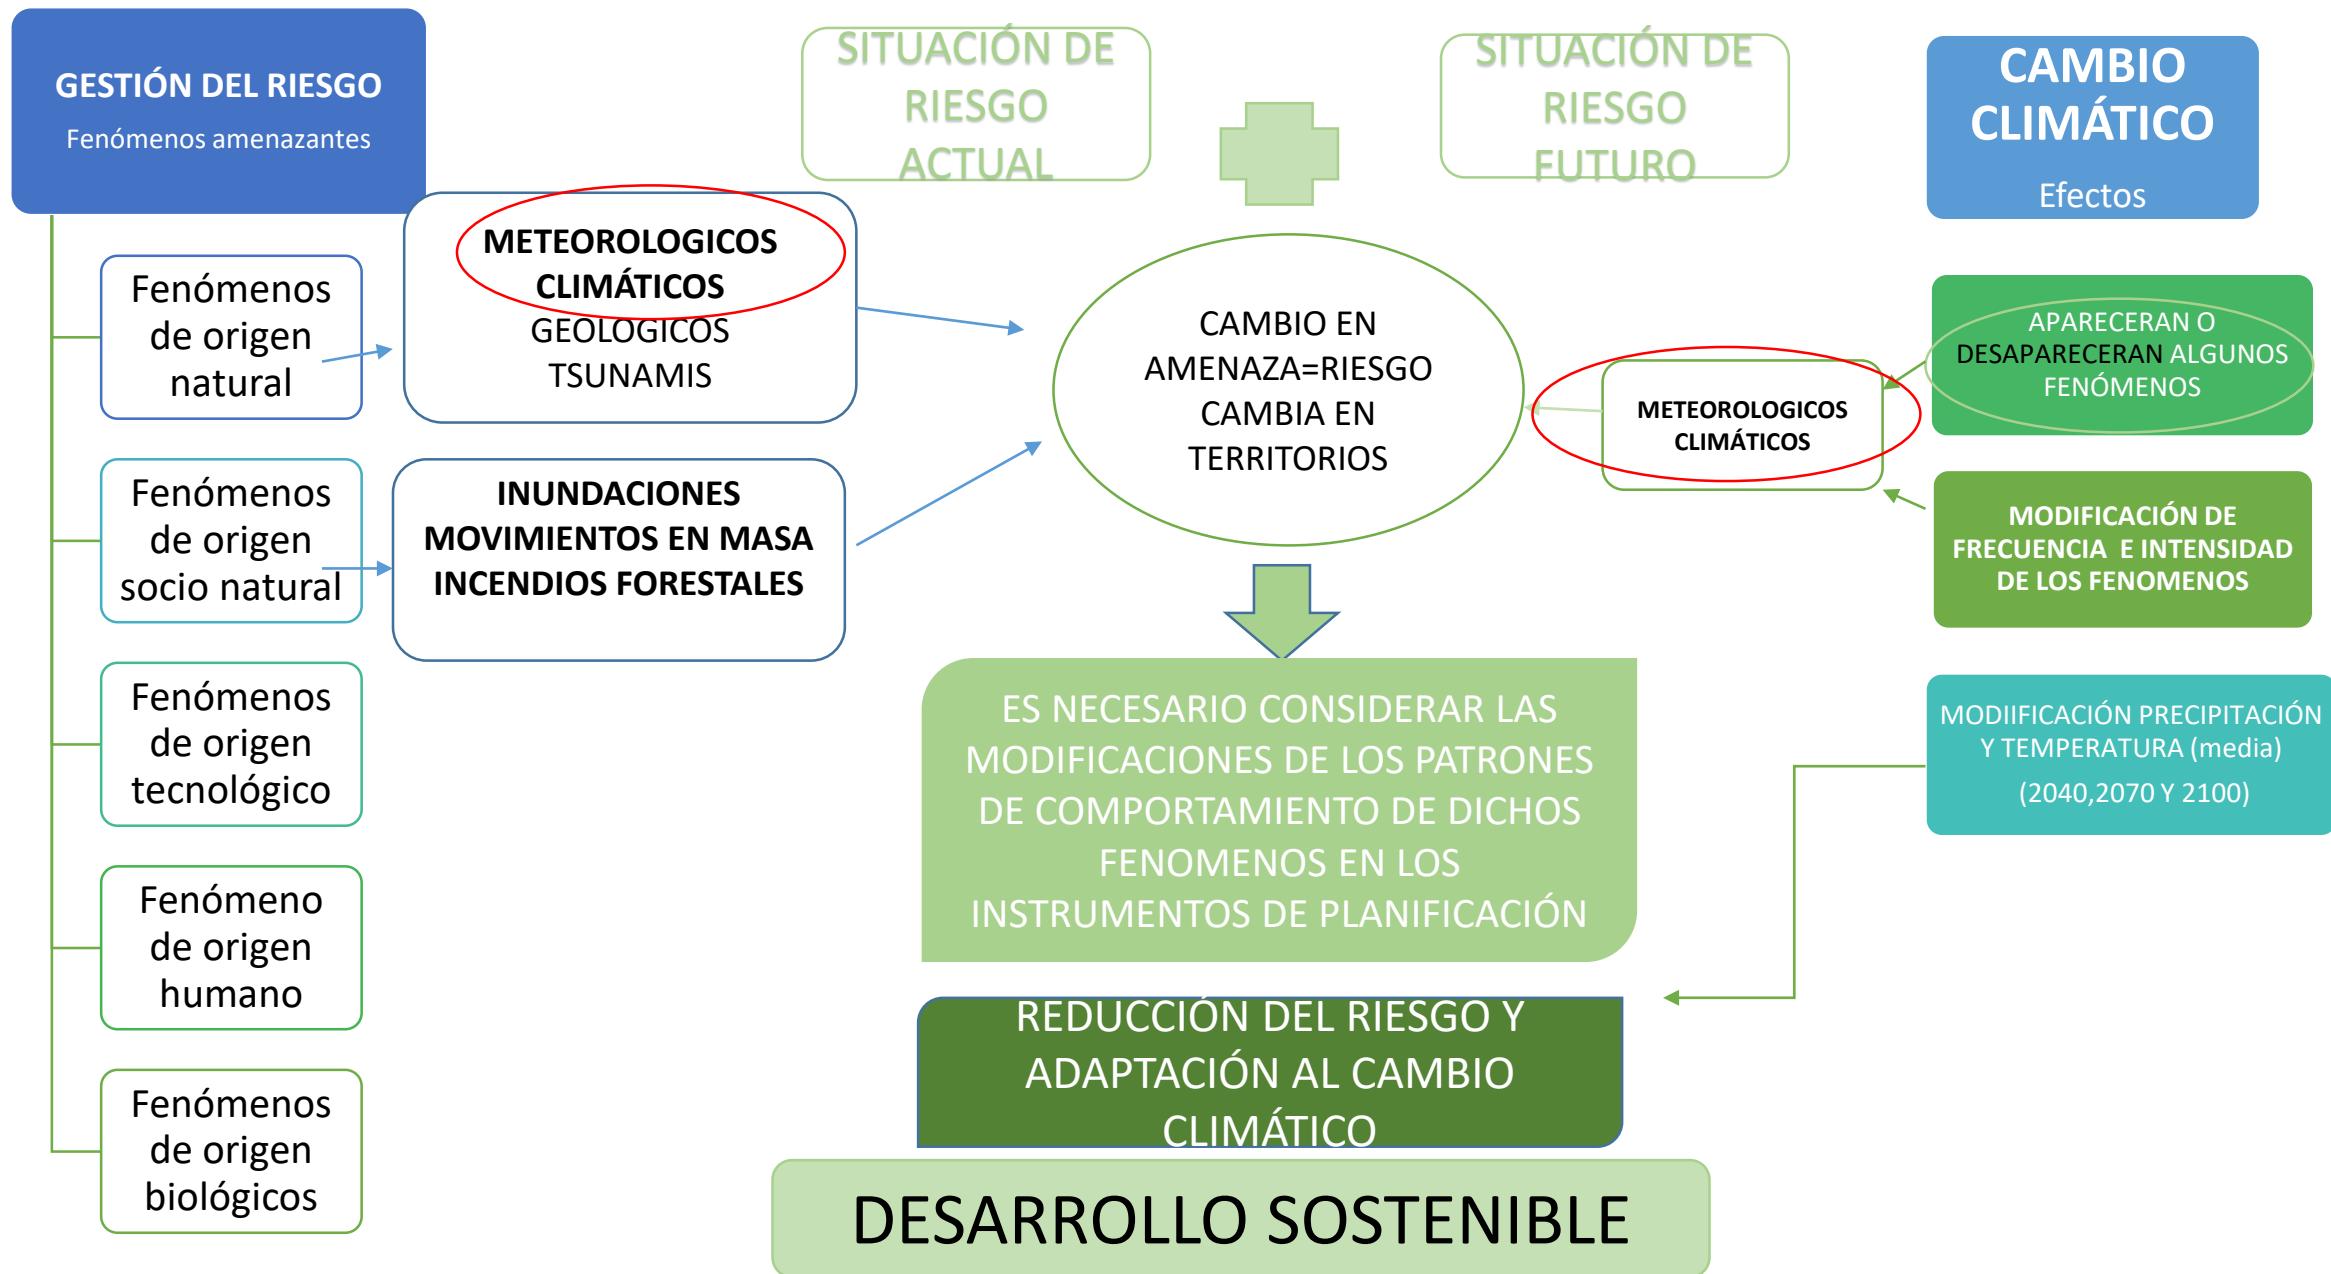 GESTIÓN DEL RIESGO
Fenómenos amenazantes
SITUACIÓN DE
RIESGO
ACTUAL
SITUACIÓN DE
RIESGO
FUTURO
CAMBIO
CLIMÁTICO
Efectos
Fenómenos
de origen
natural
METEOROLOGICOS
CLIMÁTICOS
GEOLOGICOS
TSUNAMIS
Fenómenos
de origen
socio natural
INUNDACIONES
MOVIMIENTOS EN MASA
INCENDIOS FORESTALES
Fenómenos
de origen
tecnológico
Fenómeno
de origen
humano
Fenómenos
de origen
biológicos
CAMBIO EN
AMENAZA=RIESGO
CAMBIA EN
TERRITORIOS
METEOROLOGICOS
CLIMÁTICOS
APARECERAN O
DESAPARECERAN ALGUNOS
FENÓMENOS
MODIFICACIÓN DE
FRECUENCIA E INTENSIDAD
DE LOS FENOMENOS
MODIIFICACIÓN PRECIPITACIÓN
Y TEMPERATURA (media)
(2040,2070 Y 2100)
ES NECESARIO CONSIDERAR LAS
MODIFICACIONES DE LOS PATRONES
DE COMPORTAMIENTO DE DICHOS
FENOMENOS EN LOS
INSTRUMENTOS DE PLANIFICACIÓN
REDUCCIÓN DEL RIESGO Y
ADAPTACIÓN AL CAMBIO
CLIMÁTICO
DESARROLLO SOSTENIBLE